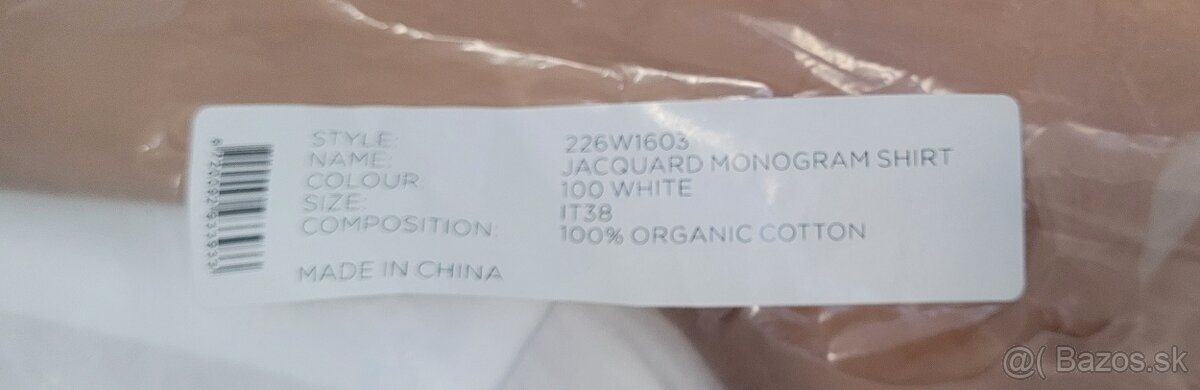 STYLE: 226W1603
NAME: JACQUARD MONOGRAM SHIRT
COLOUR 100 WHITE
SIZE: IT38
COMPOSITION: 100% ORGANIC COTTON
MADE IN CHINA
@( Bazos.sk